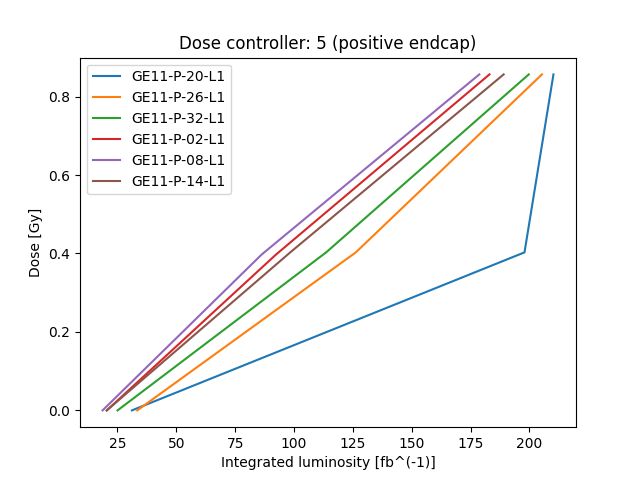 Dose controller: 5 (positive endcap)
GE11-P-20-L1
GE11-P-26-L1
GE11-P-32-L1
GE11-P-02-L1
GE11-P-08-L1
GE11-P-14-L1
Dose [Gy]
0.8
0.6
0.4
0.2
0.0
25 50 75 100 125 150 175 200
Integrated luminosity [fb^(-1)]